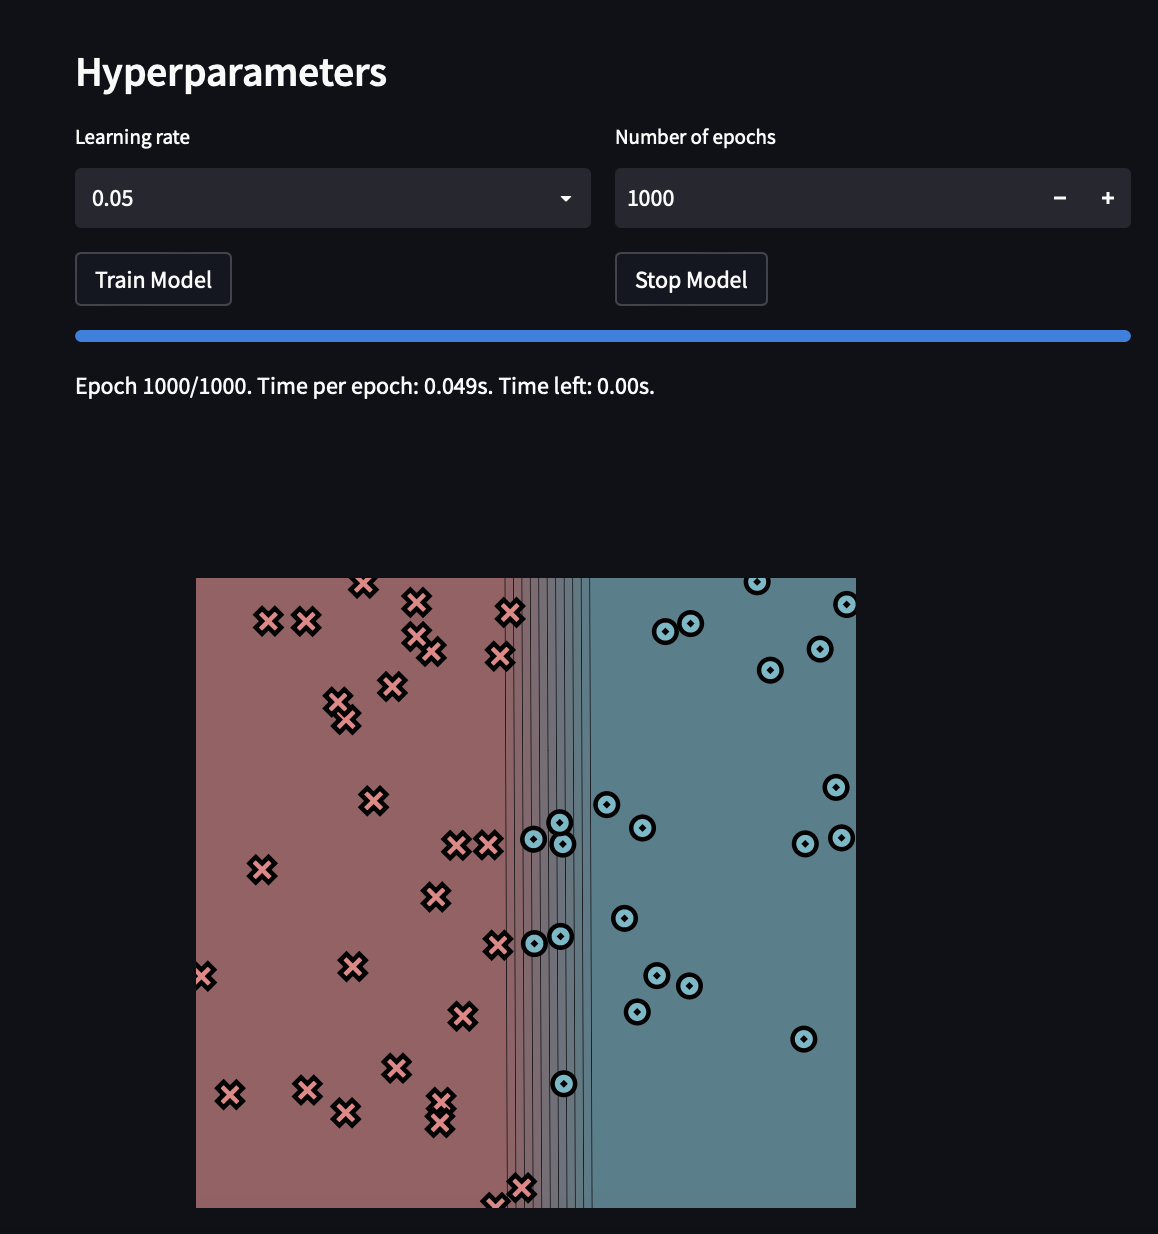 Hyperparameters
Learning rate
Number of epochs
0.05
1000
Train Model
Stop Model
Epoch 1000/1000. Time per epoch: 0.049s. Time left: 0.00s.